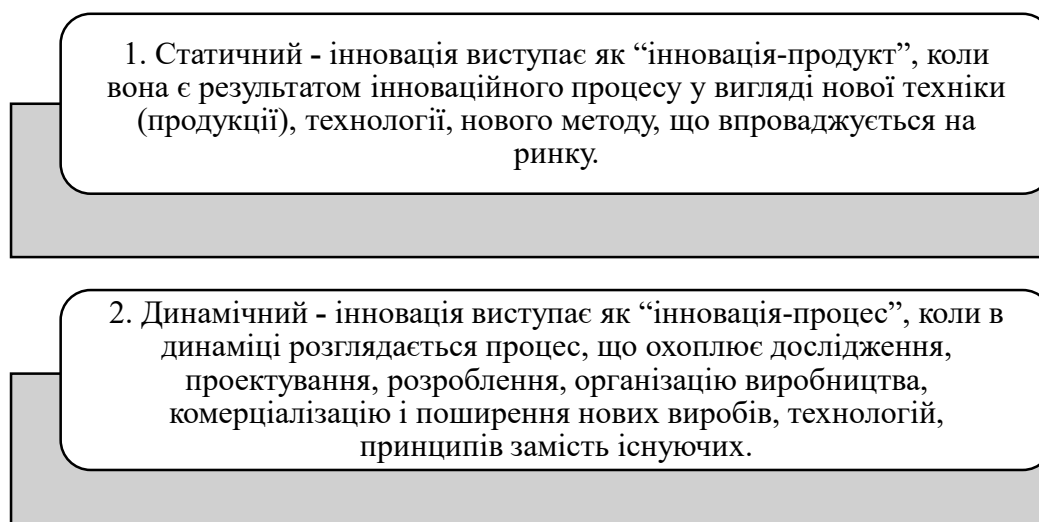 1. Статичний - інновація виступає як “інновація-продукт”, коли
вона є результатом інноваційного процесу у вигляді нової техніки
(продукції), технології, нового методу, що впроваджується на
ринку.
2. Динамічний - інновація виступає як “інновація-процес”, коли в
динаміці розглядається процес, що охоплює дослідження,
проектування, розроблення, організацію виробництва,
комерціалізацію і поширення нових виробів, технологій,
принципів замість існуючих.